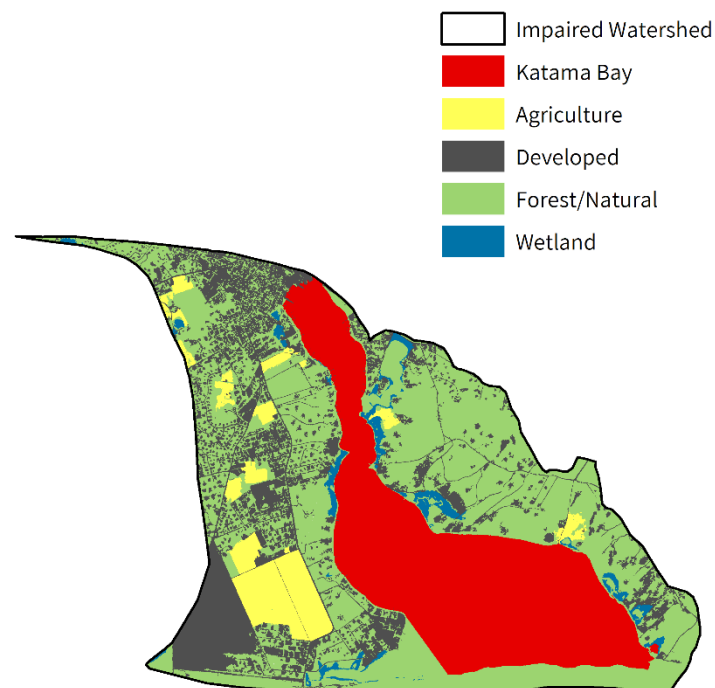 Impaired Watershed
Katama Bay
Agriculture
Developed
Forest/Natural
Wetland